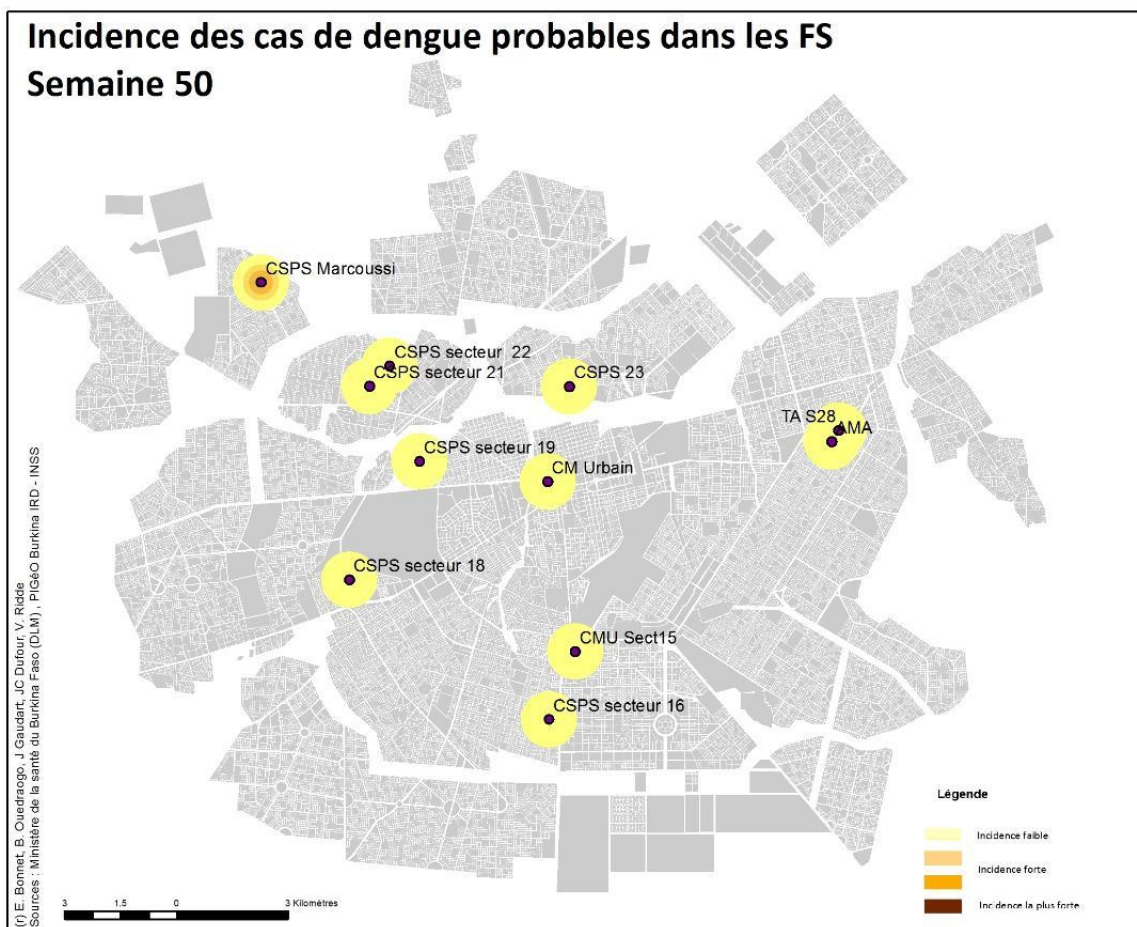 Incidence des cas de dengue probables dans les FS
Semaine 50
CSPS Marcoussi
CSPS secteur 22
CSPS secteur 21
CSPS 23
TA S28
AMA
CSPS secteur 19
CM Urbain
CSPS secteur 18
CMU Sect15
CSPS secteur 16
(r) E. Bonnet, B. Ouedraogo, J Gaudart, JC Dufour, V. Ridde
Sources : Ministère de la santé du Burkina Faso (DLM) , PIGéO Burkina IRD - INSS
Légende
Incidence faible
Incidence forte
Incidence la plus forte
3 1.5 0 3 Kilomètres